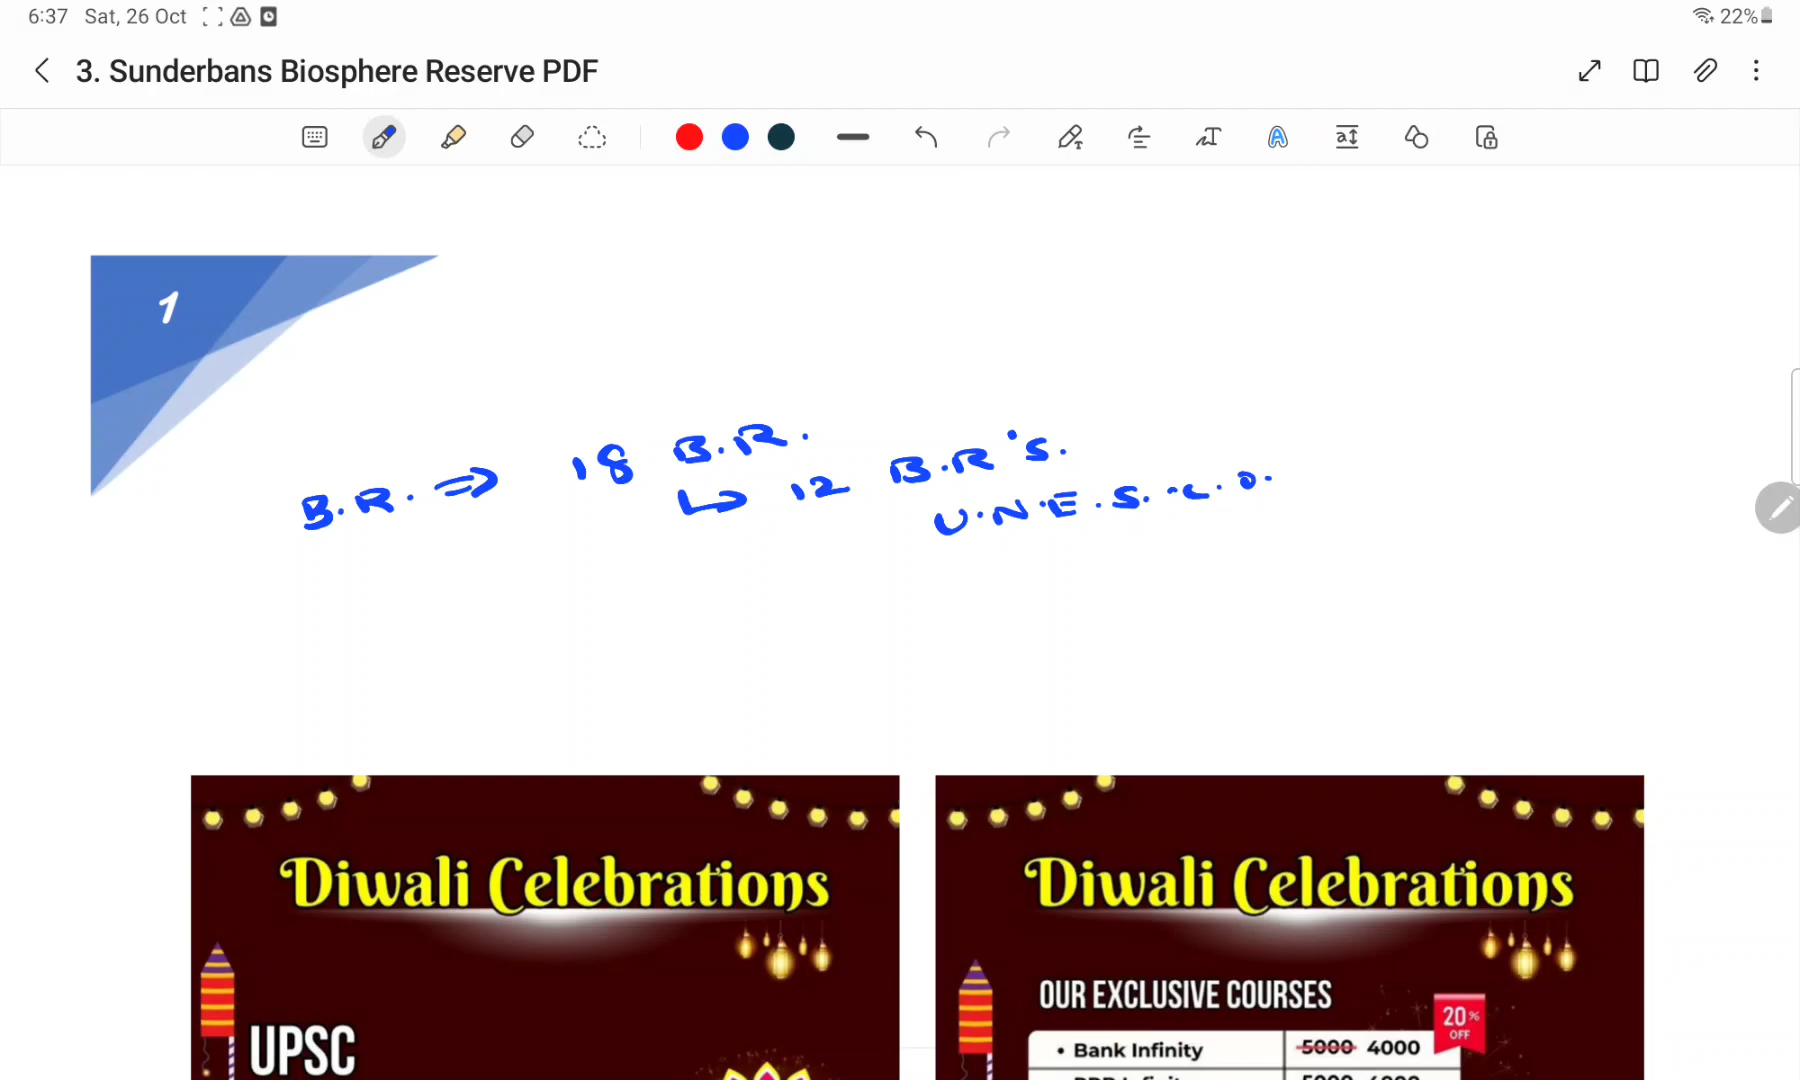 6:37 Sat, 26 Oct
22%
3. Sunderbans Biosphere Reserve PDF
1
B.R. ⇒ 18 B.R.
↳ 12 B.R's.
U.N.E.S.C.O.
Diwali Celebrations
UPSC
Diwali Celebrations
OUR EXCLUSIVE COURSES
20% OFF
• Bank Infinity 5000 4000